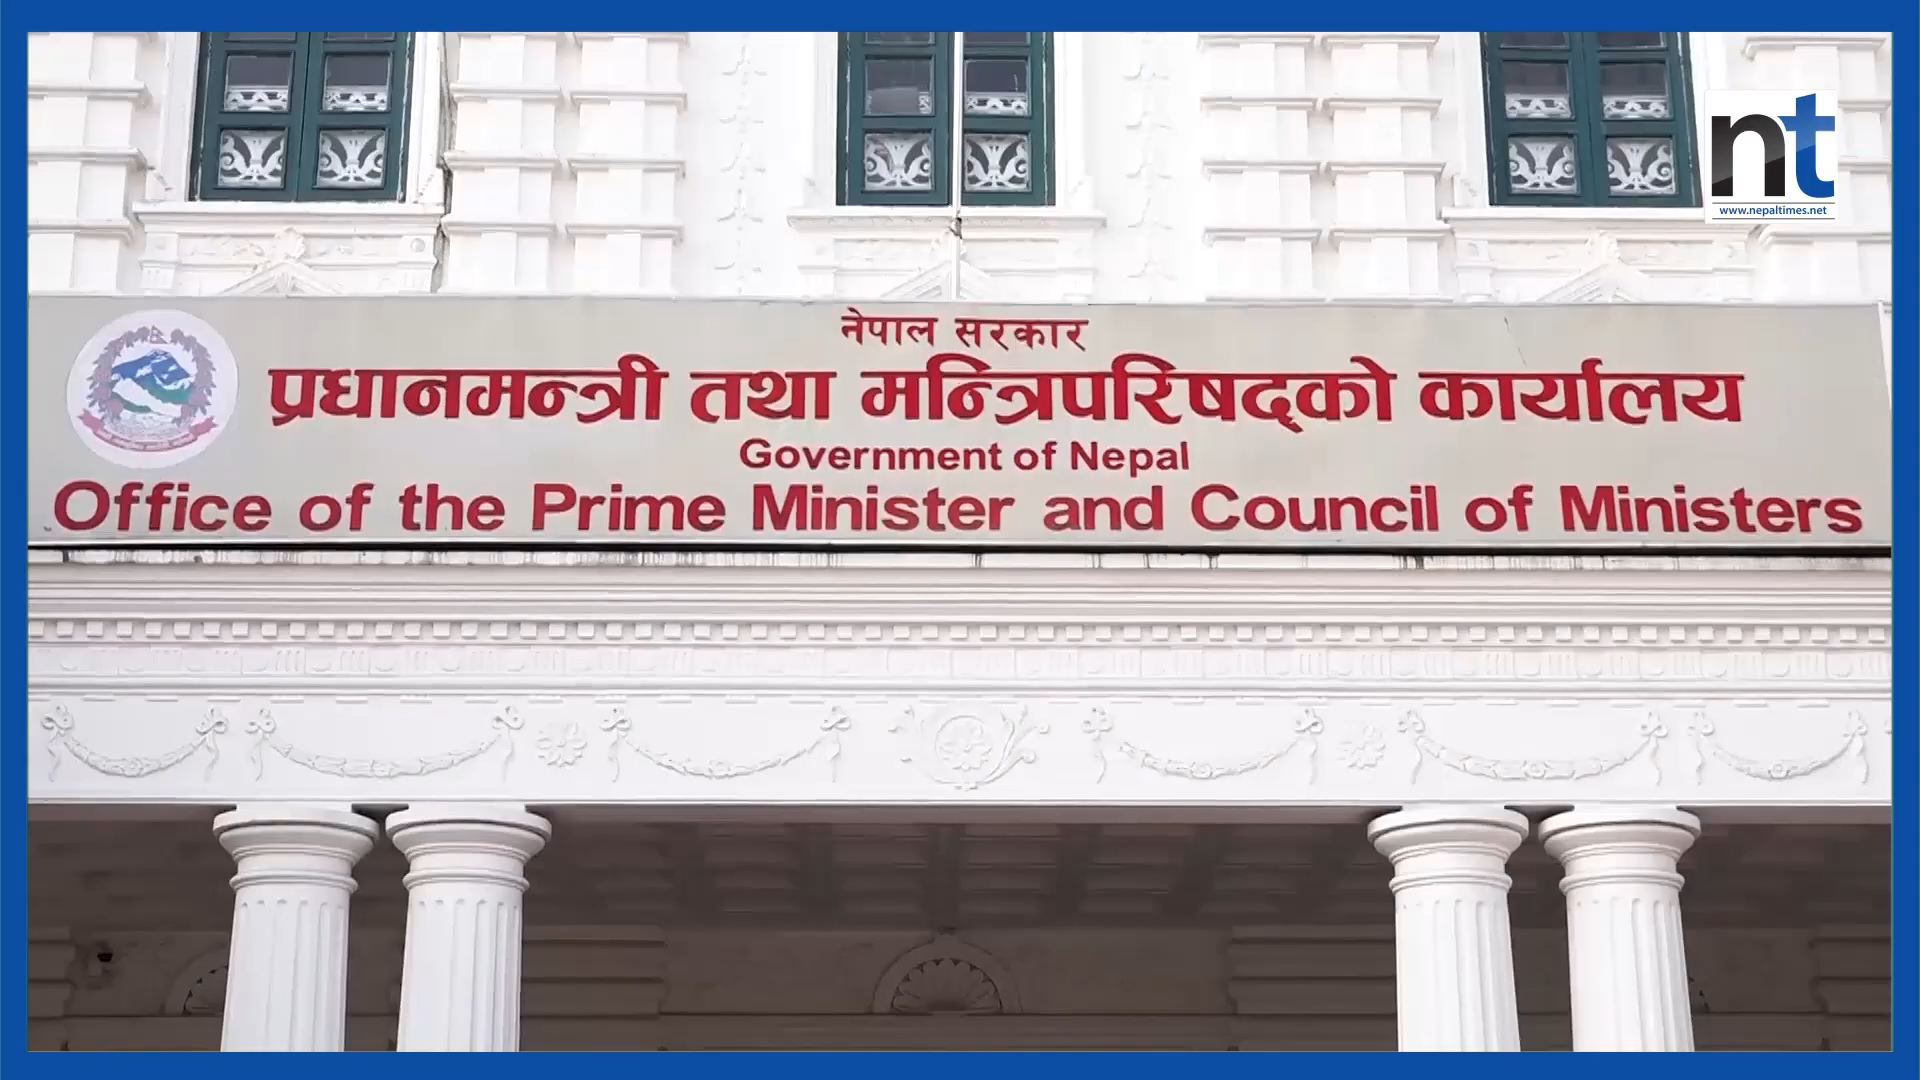 nt
www.nepaltimes.net
नेपाल सरकार
प्रधानमन्त्री तथा मन्त्रिपरिषद्को कार्यालय
Government of Nepal
Office of the Prime Minister and Council of Ministers